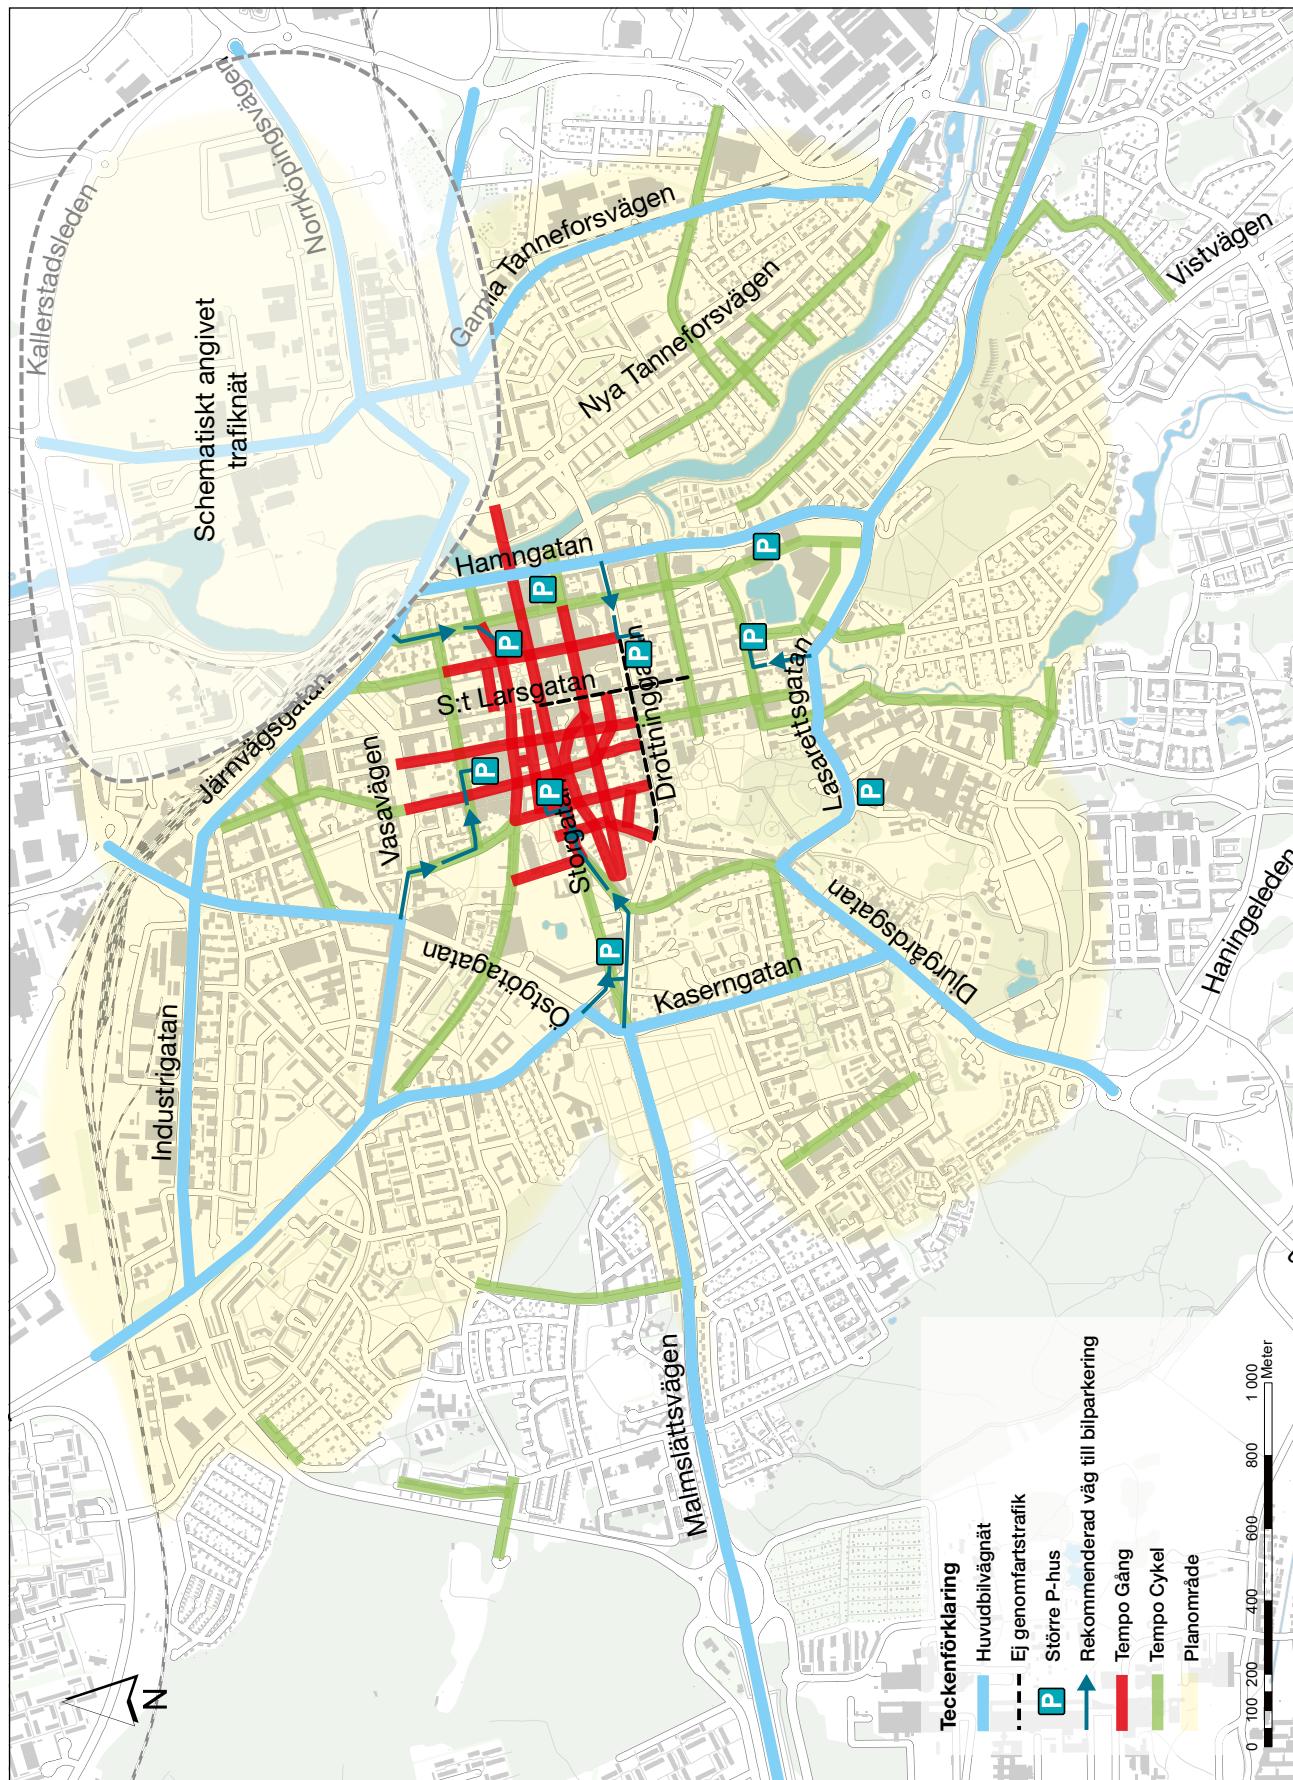 Kallerstadsleden
Norrköpingsvägen
Schematiskt angivet
trafiknät
Gamla Tanneforsvägen
Nya Tanneforsvägen
Vistvägen
Hamngatan
Järnvägsgatan
S:t Larsgatan
Vasavägen
Storgatan
Drottninggatan
Lasarettsgatan
Östgötagatan
Industrigatan
Kaserngatan
Djurgårdsgatan
Haningeleden
Malmslättsvägen
P
P
P
P
P
P
P
P
P
P
N
Teckenförklaring
Huvudbilvägnät
Ej genomfartstrafik
P Större P-hus
Rekommenderad väg till bilparkering
Tempo Gång
Tempo Cykel
Planområde
0 100 200 400 600 800 1 000
Meter